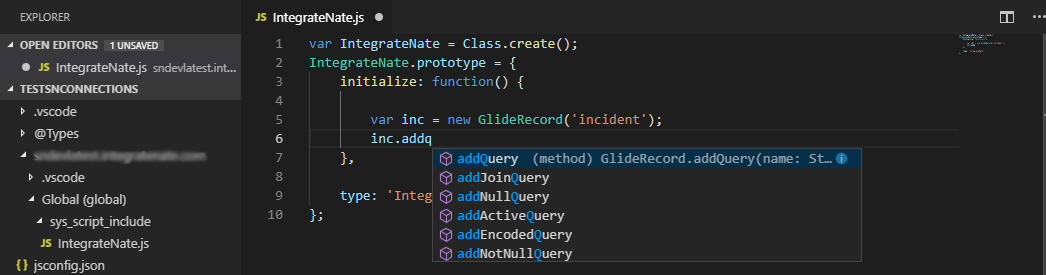 EXPLORER
OPEN EDITORS 1 UNSAVED
JS IntegrateNate.js sndevlatest.int...
TESTSNCONNECTIONS
.vscode
@Types
.vscode
Global (global)
sys_script_include
JS IntegrateNate.js
{} jsconfig.json
JS IntegrateNate.js
1 var IntegrateNate = Class.create();
2 IntegrateNate.prototype = {
3 initialize: function() {
4
5 var inc = new GlideRecord('incident');
6 inc.addq
addQuery (method) GlideRecord.addQuery(name: St...
7 },
addJoinQuery
8
addNullQuery
9 type: 'Integ
addActiveQuery
10 };
addEncodedQuery
addNotNullQuery